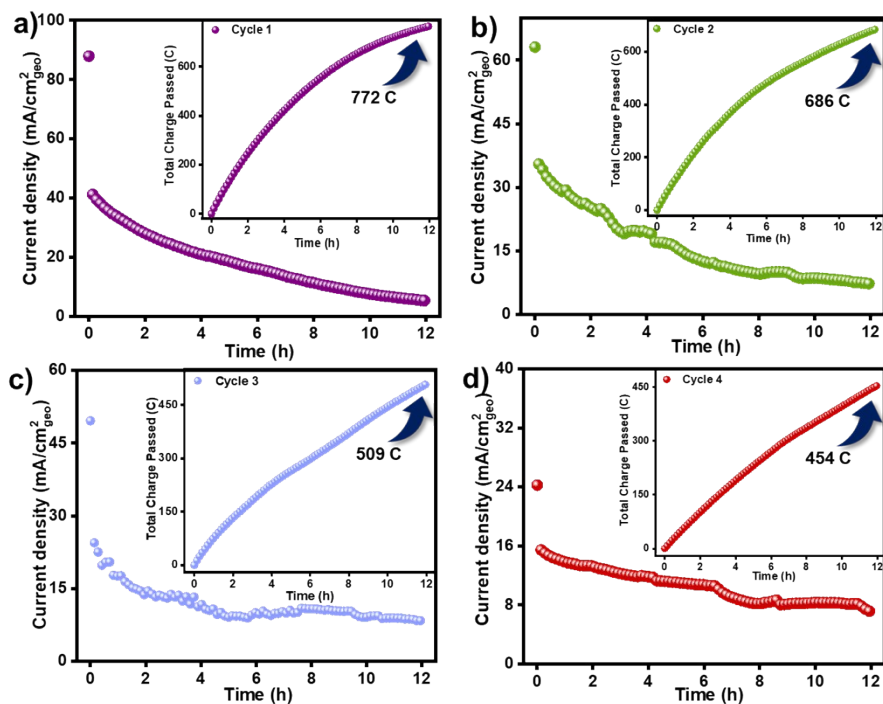 a)
Current density (mA/cm²geo)
100
80
60
40
20
0
0 2 4 6 8 10 12
Time (h)
Cycle 1
Total Charge Passed (C)
600
400
200
0
0 2 4 6 8 10 12
Time (h)
772 C
b)
Current density (mA/cm²geo)
60
45
30
15
0
0 2 4 6 8 10 12
Time (h)
Cycle 2
Total Charge Passed (C)
600
400
200
0
0 2 4 6 8 10 12
Time (h)
686 C
c)
Current density (mA/cm²geo)
60
45
30
15
0
0 2 4 6 8 10 12
Time (h)
Cycle 3
Total Charge Passed (C)
450
300
150
0
0 2 4 6 8 10 12
Time (h)
509 C
d)
Current density (mA/cm²geo)
40
32
24
16
8
0
0 2 4 6 8 10 12
Time (h)
Cycle 4
Total Charge Passed (C)
450
300
150
0
0 2 4 6 8 10 12
Time (h)
454 C